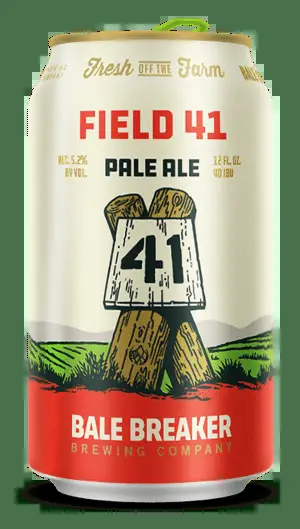 Fresh OFF THE Farm
FIELD 41
ALC. 5.2%
BY VOL.
PALE ALE
12 FL. OZ.
40 IBU
41
BALE BREAKER
BREWING COMPANY